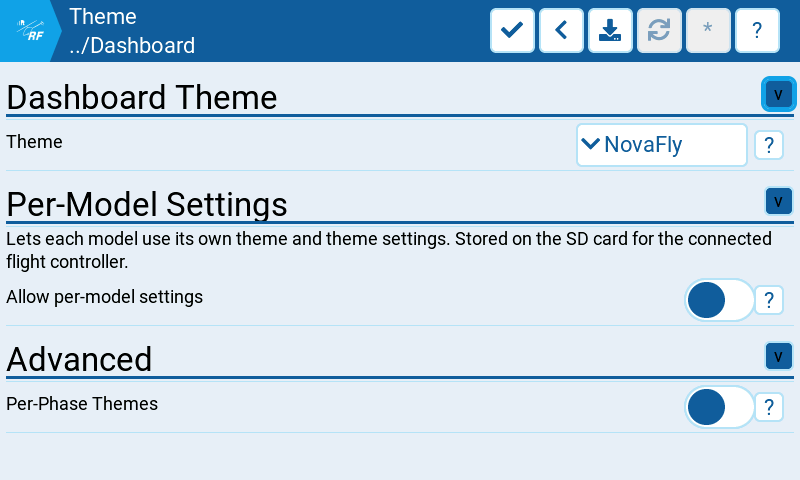 Theme
../Dashboard
RF
*
?
Dashboard Theme
v
Theme
NovaFly
?
Per-Model Settings
v
Lets each model use its own theme and theme settings. Stored on the SD card for the connected
flight controller.
Allow per-model settings
?
Advanced
v
Per-Phase Themes
?